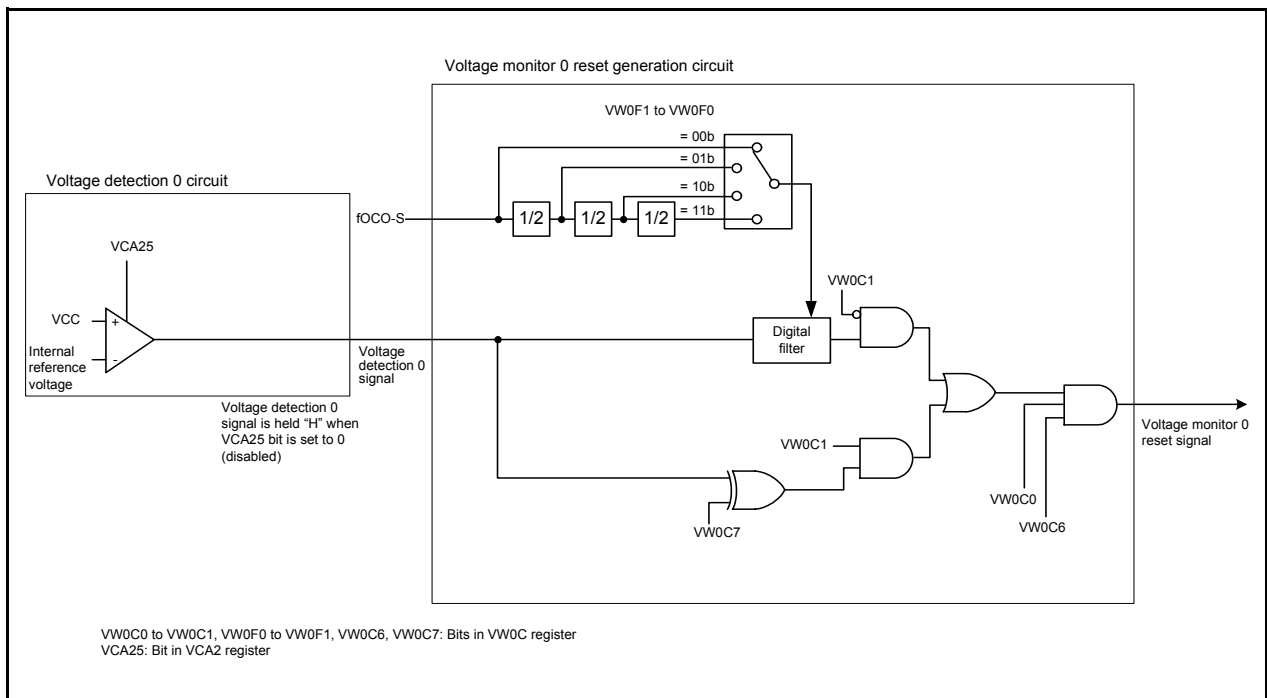 Voltage monitor 0 reset generation circuit
VW0F1 to VW0F0
= 00b
= 01b
= 10b
= 11b
Voltage detection 0 circuit
fOCO-S
1/2
1/2
1/2
VCA25
VCC
+
-
Internal
reference
voltage
Voltage
detection 0
signal
Voltage detection 0
signal is held “H” when
VCA25 bit is set to 0
(disabled)
Digital
filter
VW0C1
VW0C1
VW0C7
VW0C0
VW0C6
Voltage monitor 0
reset signal
VW0C0 to VW0C1, VW0F0 to VW0F1, VW0C6, VW0C7: Bits in VW0C register
VCA25: Bit in VCA2 register